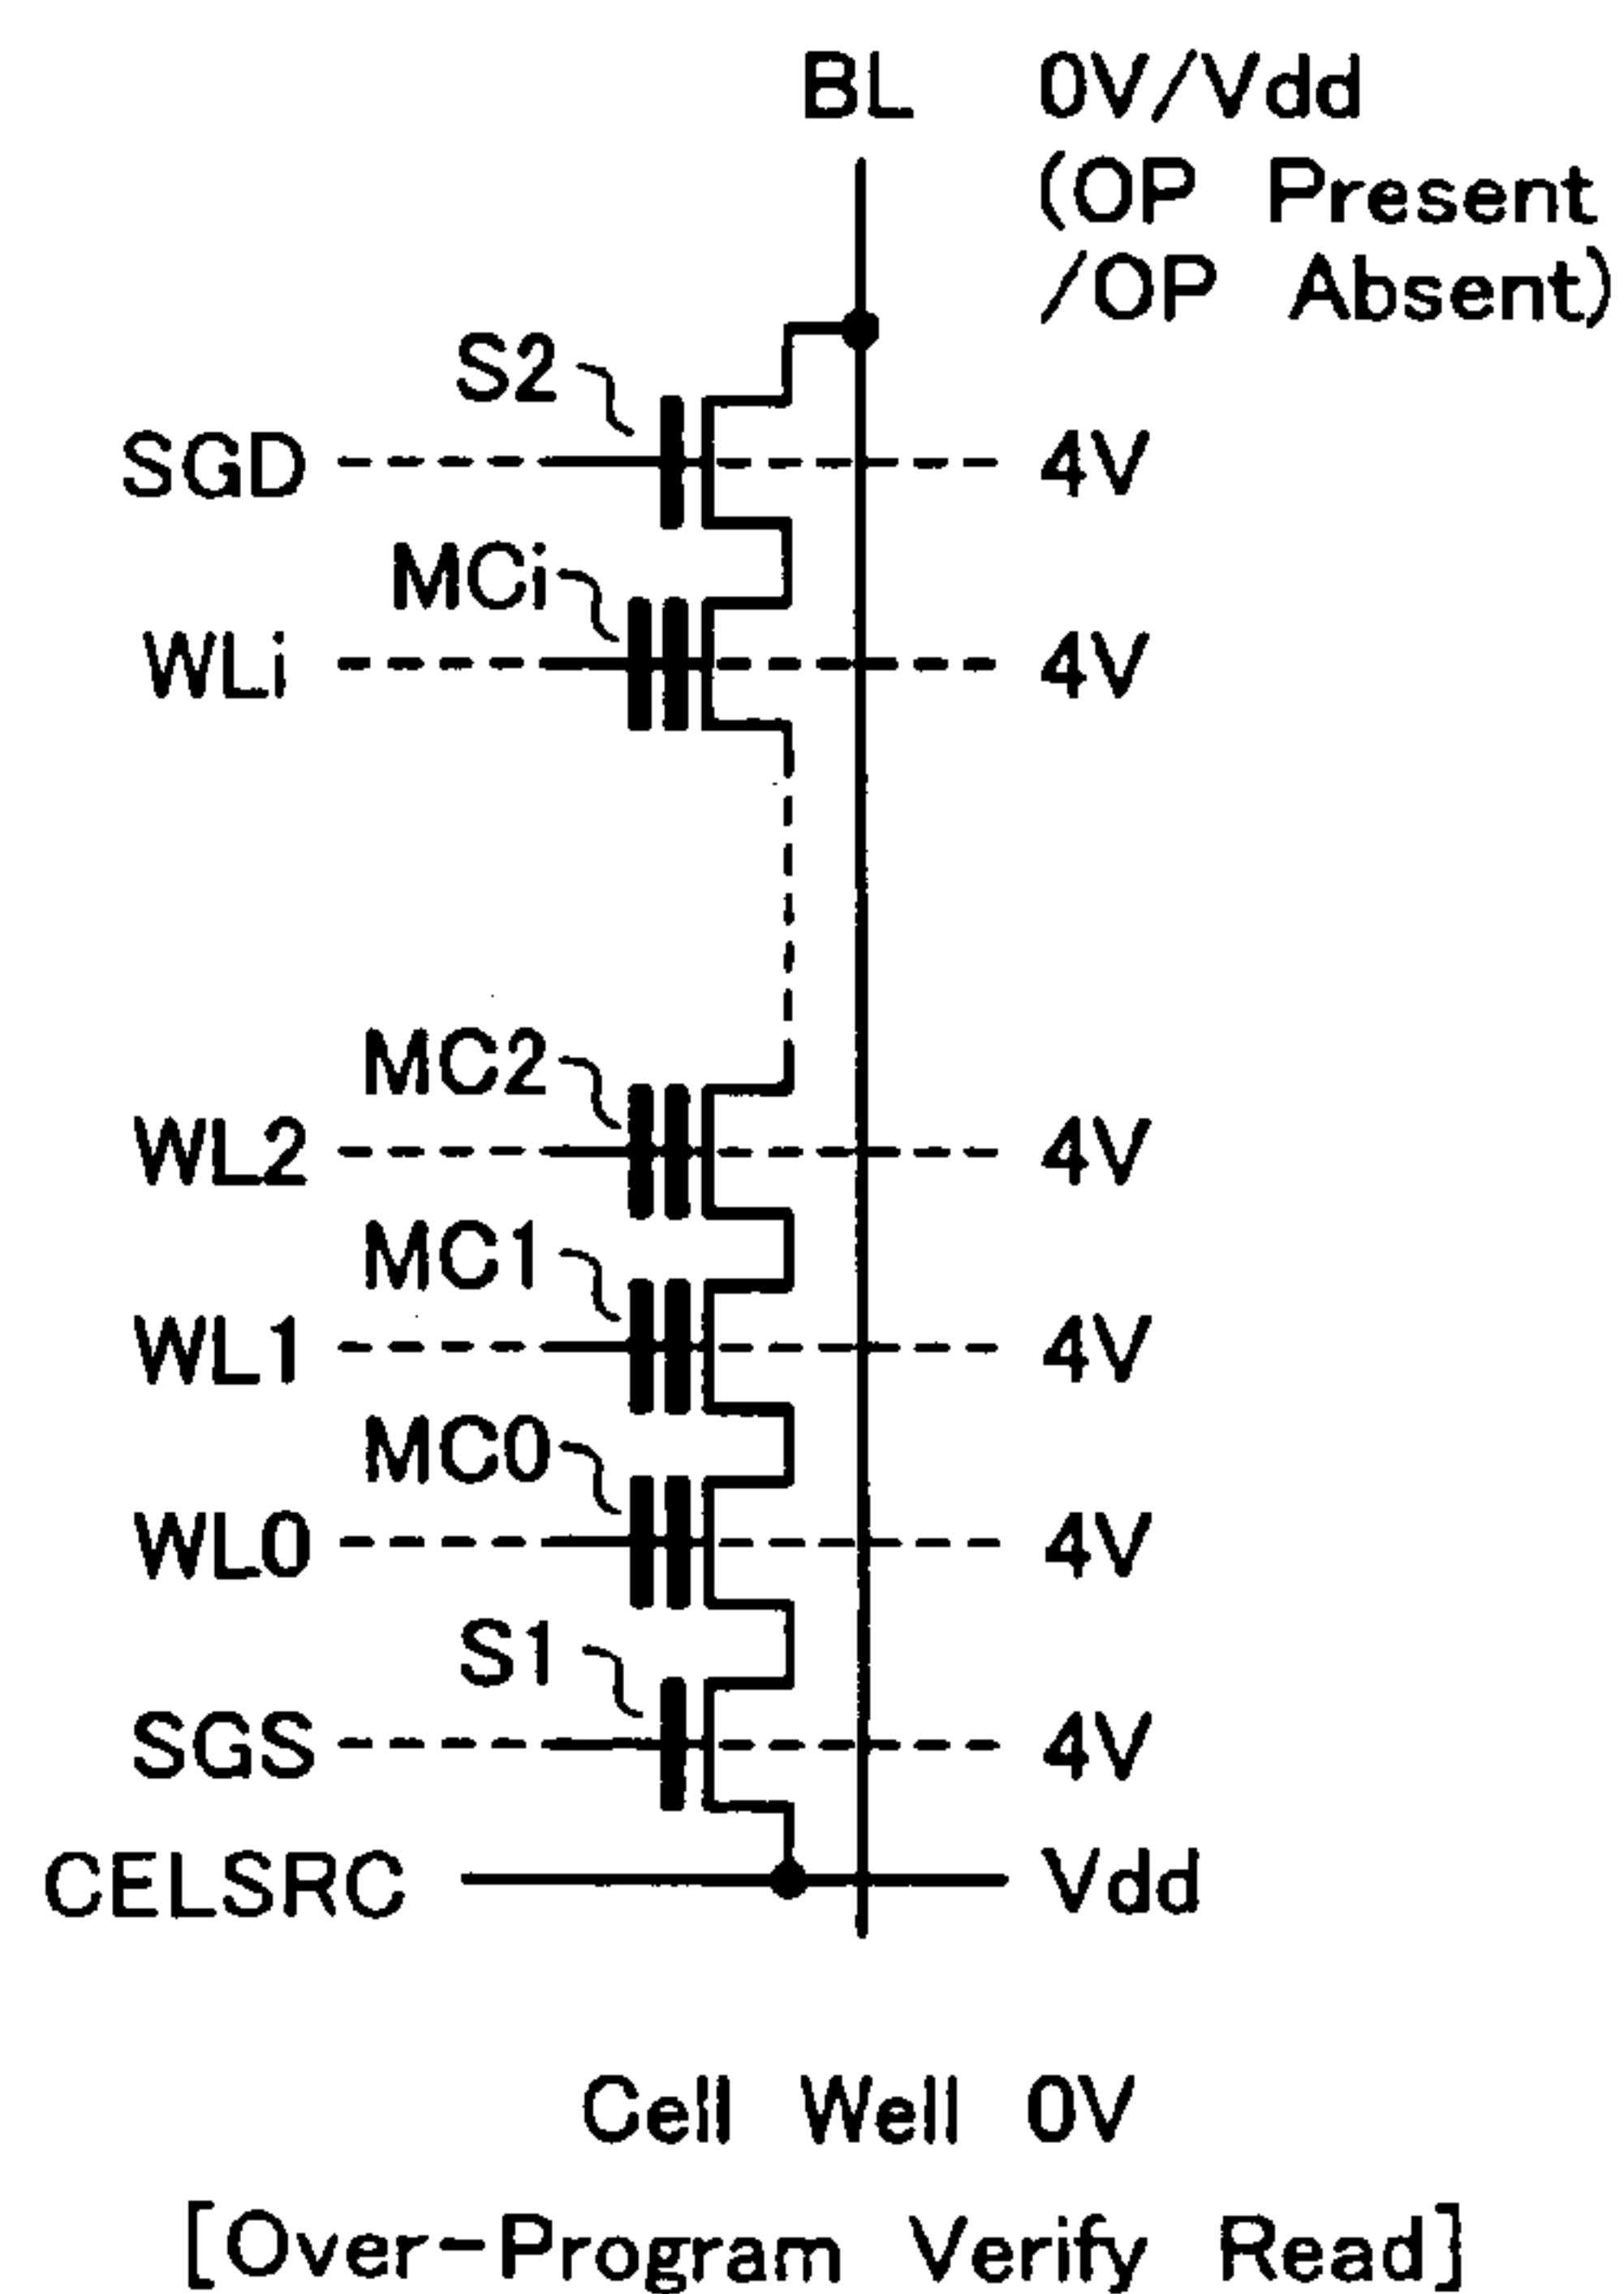 BL 0V/Vdd
(OP Present
/OP Absent)
S2
SGD 4V
MCi
WLi 4V
MC2
WL2 4V
MC1
WL1 4V
MC0
WL0 4V
S1
SGS 4V
CELSRC Vdd
Cell Well 0V
[Over-Program Verify Read]